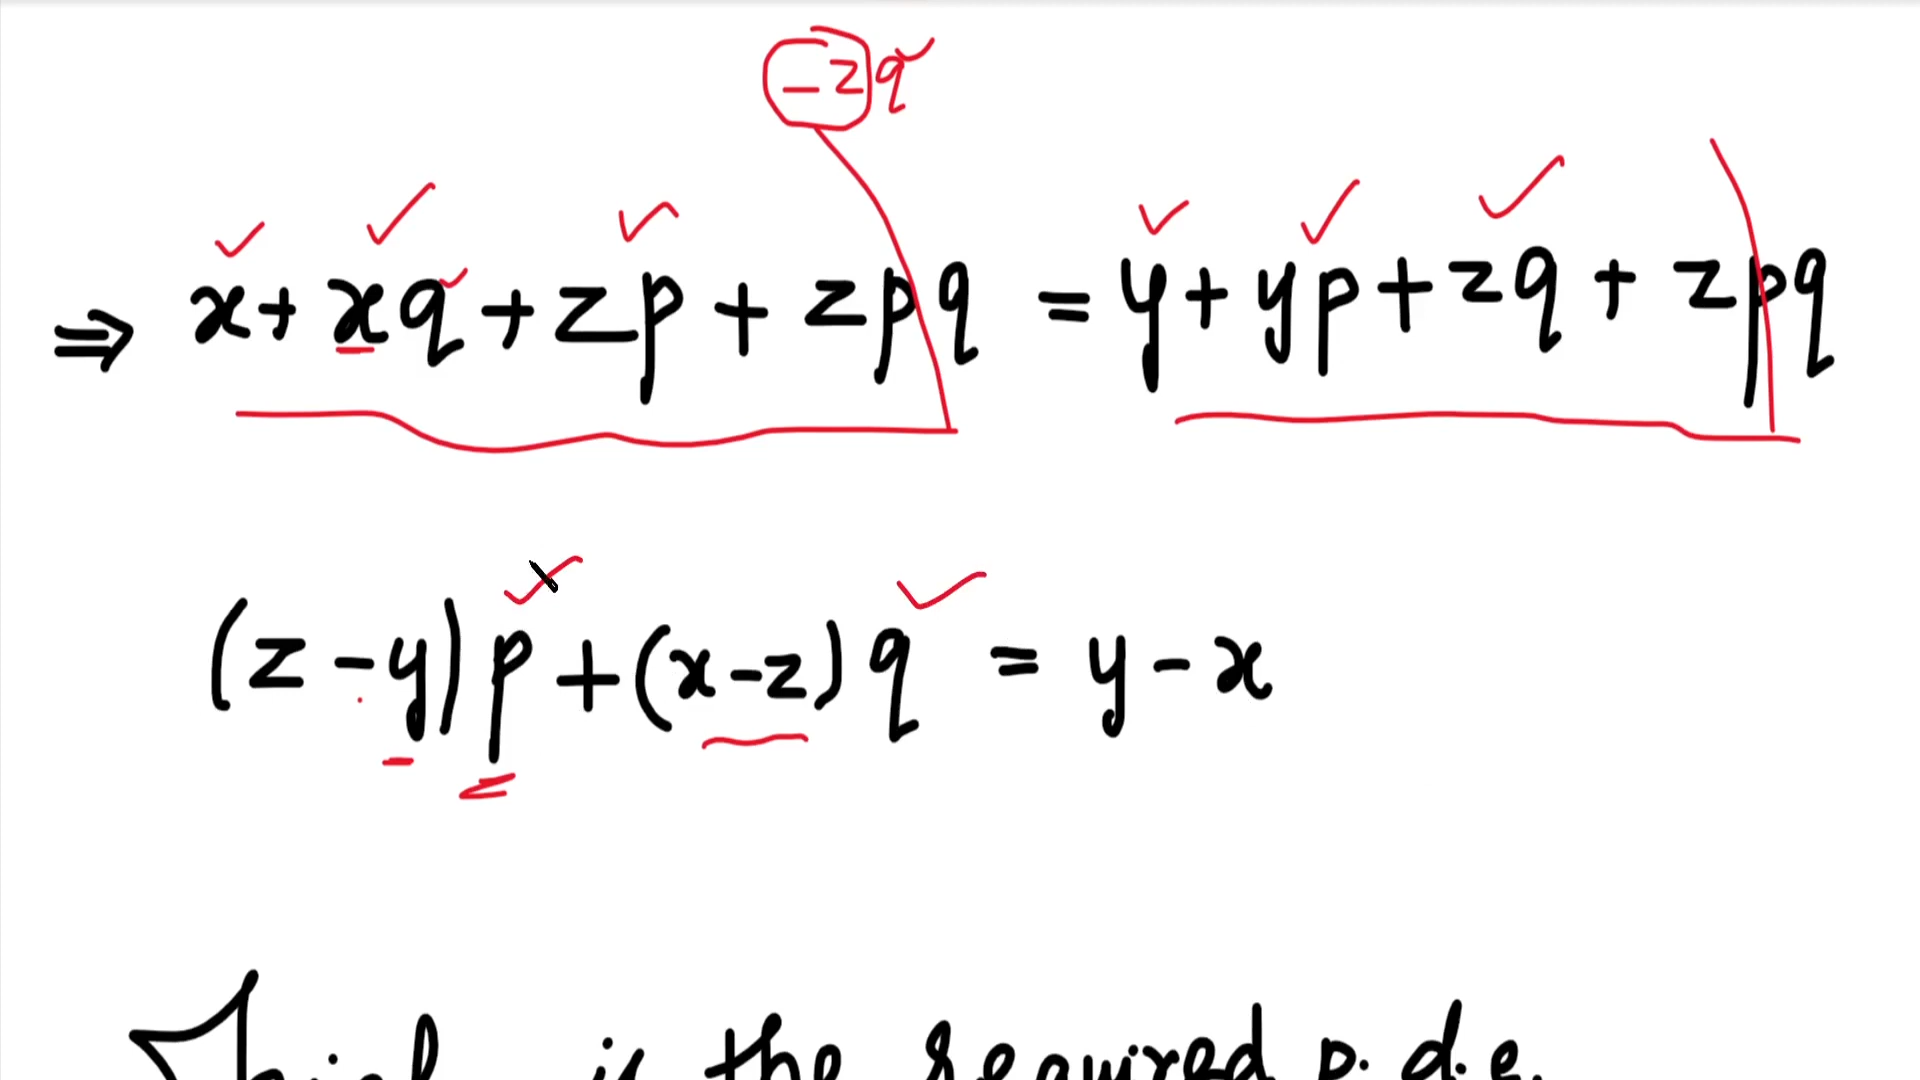 −zq
⇒ x + xq + zp + zpq = y + yp + zq + zpq
(z − y)p + (x − z)q = y − x
is the required p.d.e.